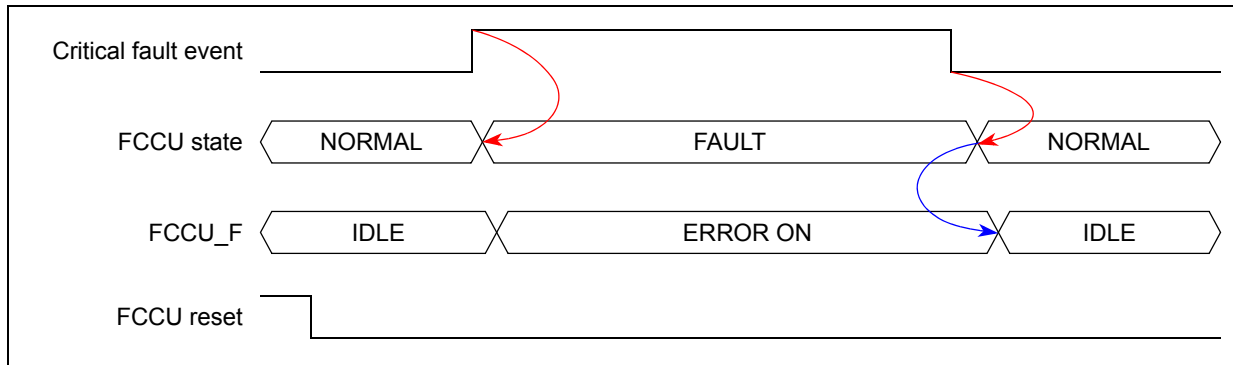 Critical fault event
FCCU state NORMAL FAULT NORMAL
FCCU_F IDLE ERROR ON IDLE
FCCU reset